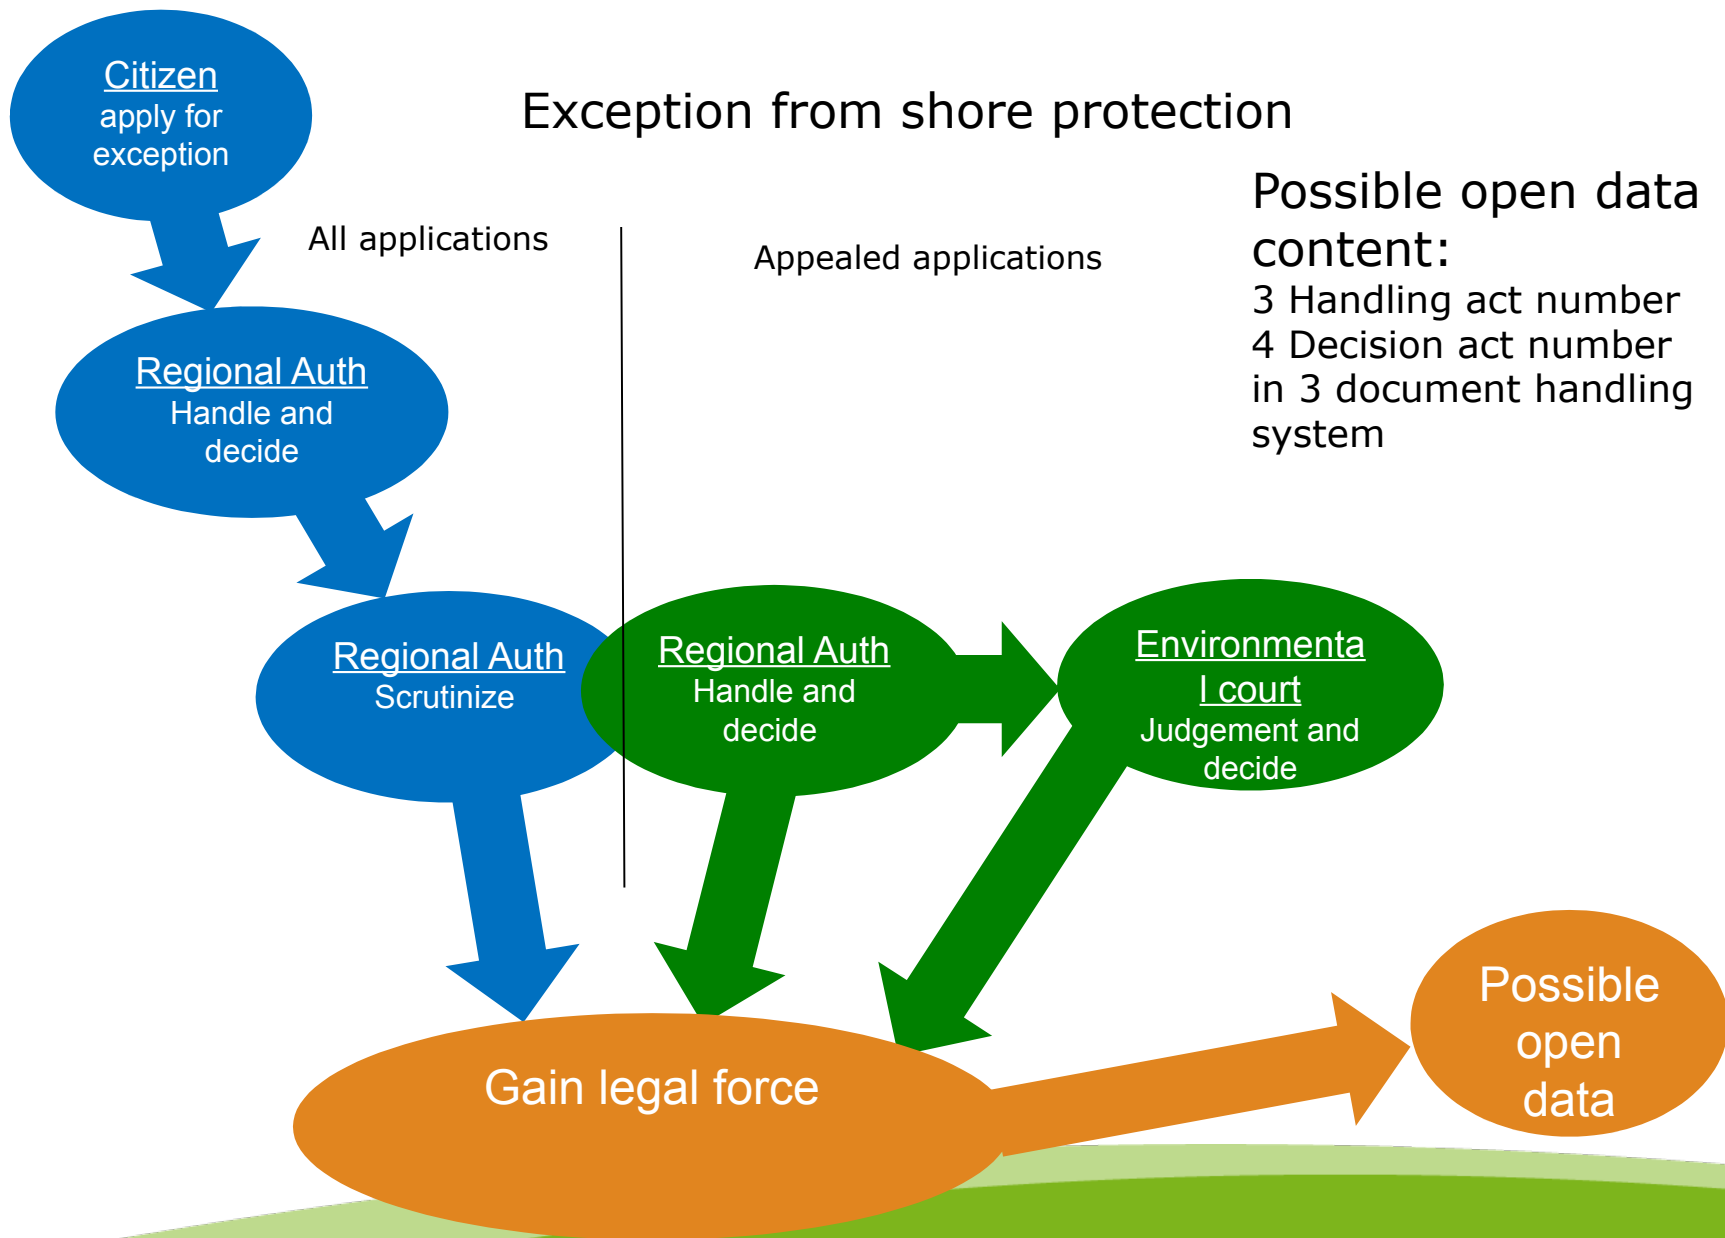 Citizen
apply for
exception
Exception from shore protection
Possible open data
content:
3 Handling act number
4 Decision act number
in 3 document handling
system
All applications
Appealed applications
Regional Auth
Handle and
decide
Regional Auth
Scrutinize
Regional Auth
Handle and
decide
Environmenta
l court
Judgement and
decide
Gain legal force
Possible
open
data